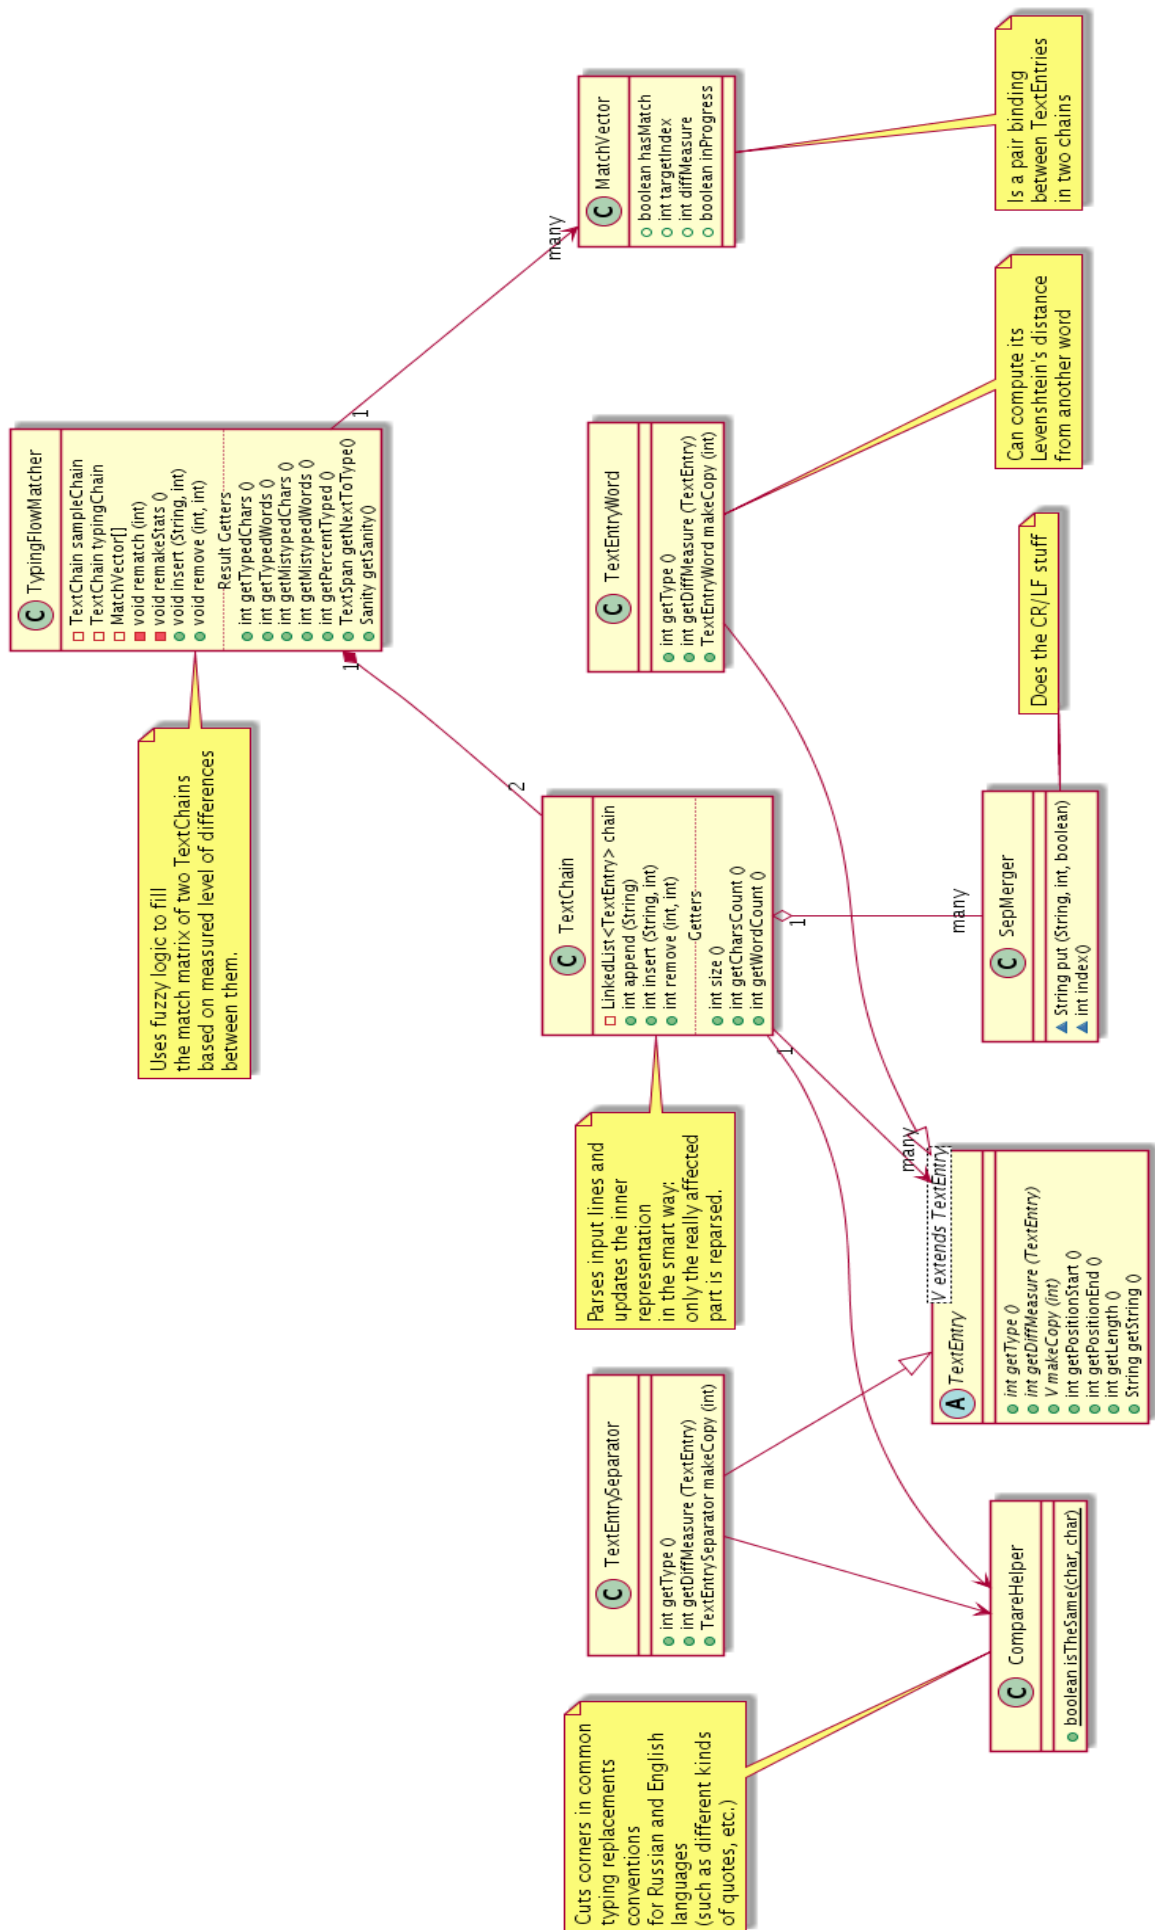 Uses fuzzy logic to fill
the match matrix of two TextChains
based on measured level of differences
between them.
C TypingFlowMatcher
TextChain sampleChain
TextChain typingChain
MatchVector[]
void rematch (int)
void remakeStats ()
void insert (String, int)
void remove (int, int)
Result Getters
int getTypedChars ()
int getTypedWords ()
int getMistypedChars ()
int getMistypedWords ()
int getPercentTyped ()
TextSpan getNextToType()
Sanity getSanity()
1
1
2
many
Cuts corners in common
typing replacements
conventions
for Russian and English
languages
(such as different kinds
of quotes, etc.)
C TextEntrySeparator
int getType ()
int getDiffMeasure (TextEntry)
TextEntrySeparator makeCopy (int)
Parses input lines and
updates the inner
representation
in the smart way:
only the really affected
part is reparsed.
C TextChain
LinkedList<TextEntry> chain
int append (String)
int insert (String, int)
int remove (int, int)
Getters
int size ()
int getCharsCount ()
int getWordCount ()
C TextEntryWord
int getType ()
int getDiffMeasure (TextEntry)
TextEntryWord makeCopy (int)
C MatchVector
boolean hasMatch
int targetIndex
int diffMeasure
boolean inProgress
1
1
many
many
C CompareHelper
boolean isTheSame(char, char)
A TextEntry
V extends TextEntry
int getType ()
int getDiffMeasure (TextEntry)
V makeCopy (int)
int getPositionStart ()
int getPositionEnd ()
int getLength ()
String getString ()
C SepMerger
String put (String, int, boolean)
int index()
Does the CR/LF stuff
Can compute its
Levenshtein's distance
from another word
Is a pair binding
between TextEntries
in two chains